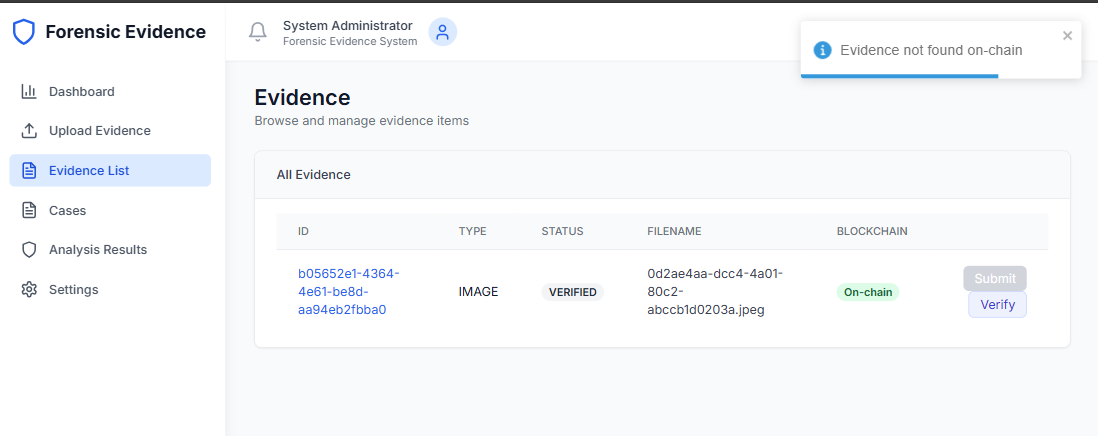 Forensic Evidence
System Administrator
Forensic Evidence System
Evidence not found on-chain
Dashboard
Upload Evidence
Evidence List
Cases
Analysis Results
Settings
Evidence
Browse and manage evidence items
All Evidence
ID TYPE STATUS FILENAME BLOCKCHAIN
b05652e1-4364-
4e61-be8d-
aa94eb2fbba0
IMAGE
VERIFIED
0d2ae4aa-dcc4-4a01-
80c2-
abccb1d0203a.jpeg
On-chain
Submit
Verify